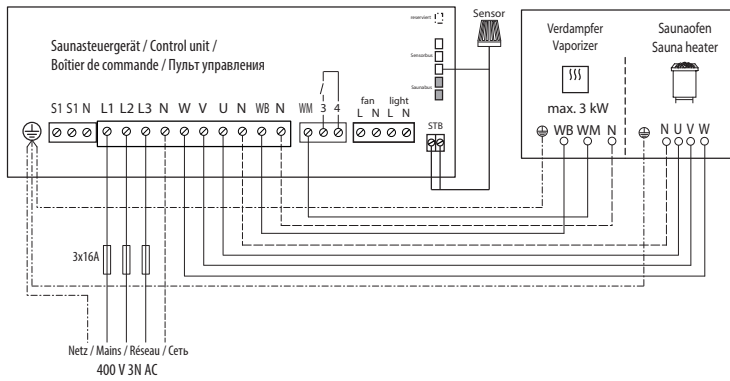 reserviert
Sensor
Sensorbus
Saunabus
Saunasteuergerät / Control unit /
Boîtier de commande / Пульт управления
Verdampfer
Vaporizer
max. 3 kW
Saunaofen
Sauna heater
S1 S1 N L1 L2 L3 N W V U N WB N WM 3 4
fan light
L N L N
STB
WB WM N
N U V W
3x16A
Netz / Mains / Réseau / Сеть
400 V 3N AC